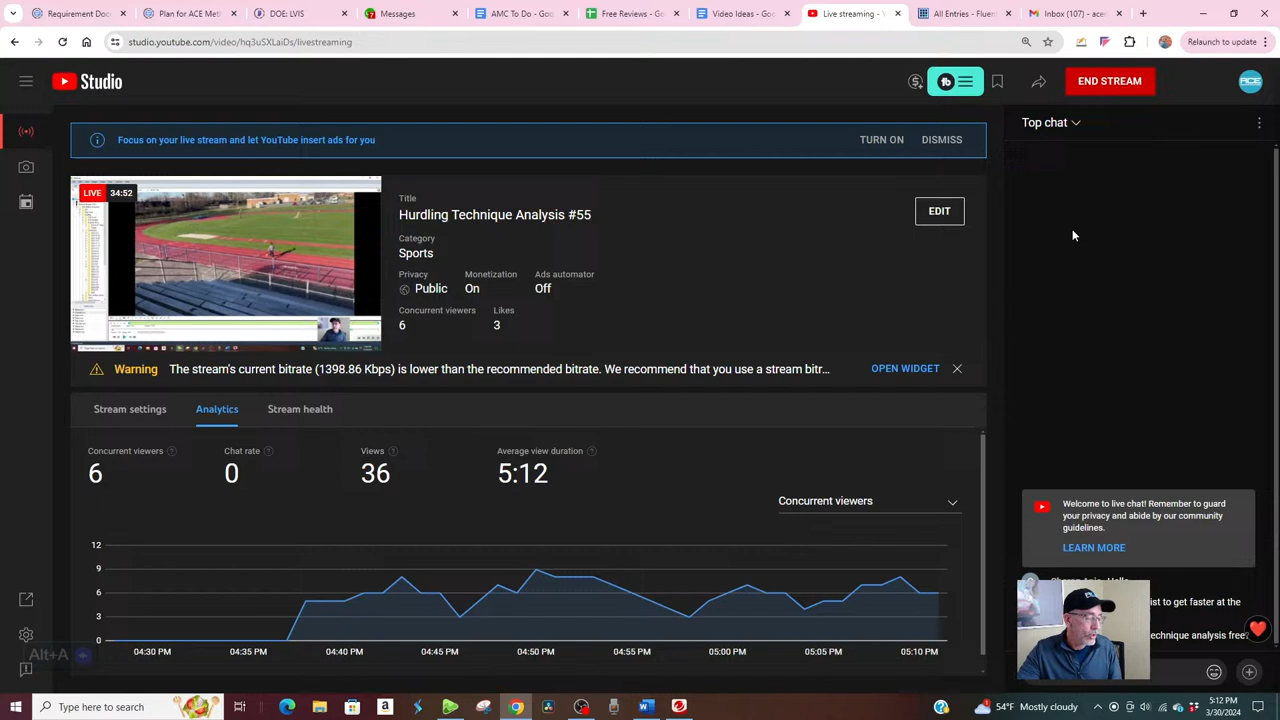 Requirement Docu
Plan for ACE Meth
DOE: LVIS
Messages
AMC To Do - Goo
Free Reviews - Go
Video Ideas - Goo
Live streaming - Y
All Entries - Fluen
Inbox (107) - ace
studio.youtube.com/video/hq3uSXLaiDs/livestreaming
Relaunch to update
Studio
END STREAM
Focus on your live stream and let YouTube insert ads for you
TURN ON
DISMISS
Top chat
LIVE 34:52
Title
Hurdling Technique Analysis #55
EDIT
Category
Sports
Privacy
Monetization
Ads automator
Public
On
Off
Concurrent viewers
3
Warning
The stream's current bitrate (1398.86 Kbps) is lower than the recommended bitrate. We recommend that you use a stream bitr...
OPEN WIDGET
Stream settings
Analytics
Stream health
Concurrent viewers
Chat rate
Views
Average view duration
6
0
36
5:12
Concurrent viewers
12
9
6
3
0
04:30 PM
04:35 PM
04:40 PM
04:45 PM
04:50 PM
04:55 PM
05:00 PM
05:05 PM
05:10 PM
Welcome to live chat! Remember to guard
your privacy and abide by our community
guidelines.
LEARN MORE
to get faster at the
technique analysis free?
Alt+A
Type here to search
54°F Mostly cloudy
5:12 PM
3/30/2024